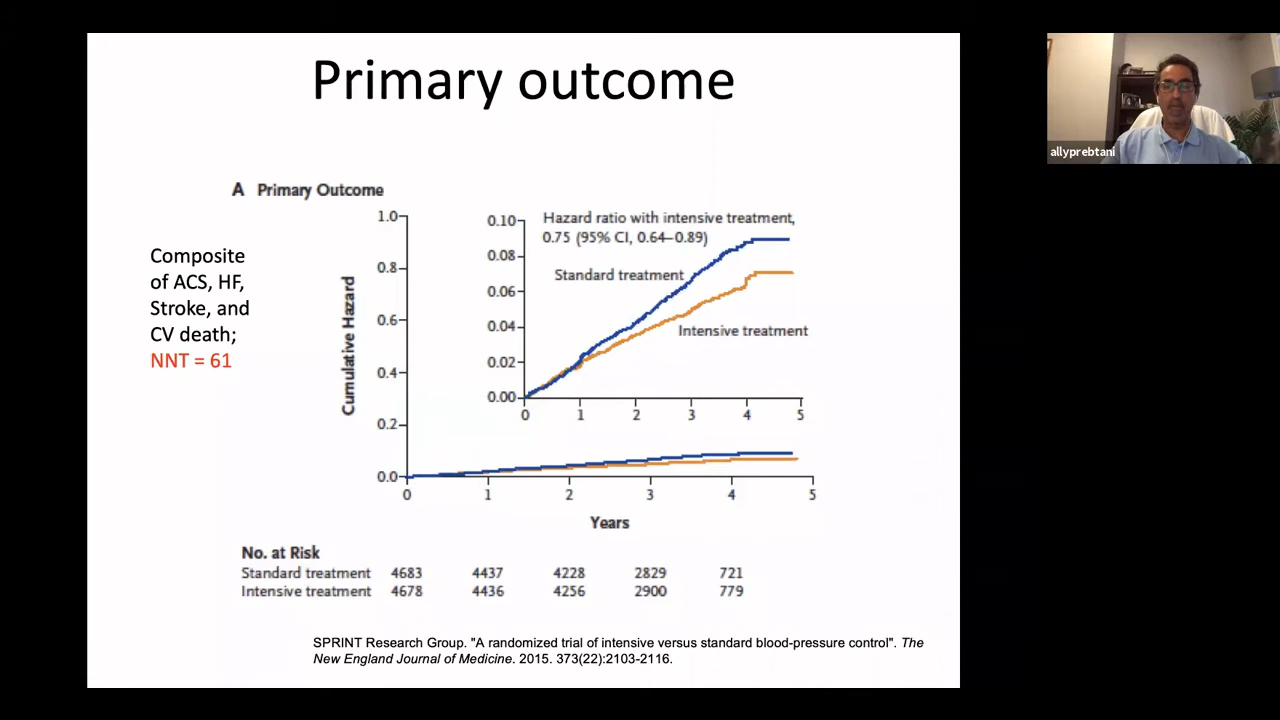 Primary outcome
allyprebtani
A Primary Outcome
Composite
of ACS, HF,
Stroke, and
CV death;
NNT = 61
Cumulative Hazard
1.0
0.8
0.6
0.4
0.2
0.0
0 1 2 3 4 5
Years
0.10
0.08
0.06
0.04
0.02
0.00
0 1 2 3 4 5
Hazard ratio with intensive treatment,
0.75 (95% CI, 0.64–0.89)
Standard treatment
Intensive treatment
No. at Risk
Standard treatment 4683 4437 4228 2829 721
Intensive treatment 4678 4436 4256 2900 779
SPRINT Research Group. "A randomized trial of intensive versus standard blood-pressure control". The
New England Journal of Medicine. 2015. 373(22):2103-2116.